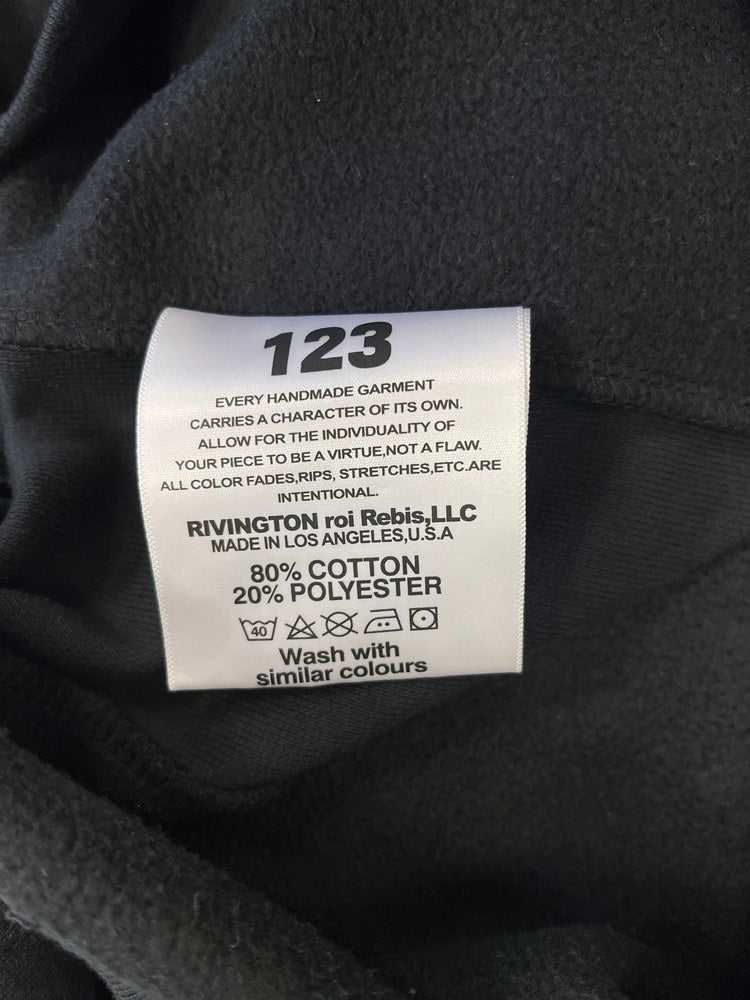 123
EVERY HANDMADE GARMENT
CARRIES A CHARACTER OF ITS OWN.
ALLOW FOR THE INDIVIDUALITY OF
YOUR PIECE TO BE A VIRTUE,NOT A FLAW.
ALL COLOR FADES,RIPS, STRETCHES,ETC.ARE
INTENTIONAL.
RIVINGTON roi Rebis,LLC
MADE IN LOS ANGELES,U.S.A
80% COTTON
20% POLYESTER
40
Wash with
similar colours